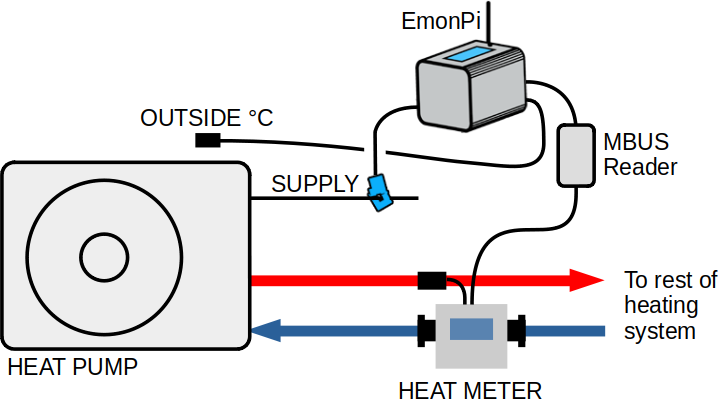 EmonPi
OUTSIDE °C
MBUS
Reader
SUPPLY
To rest of
heating
system
HEAT PUMP
HEAT METER